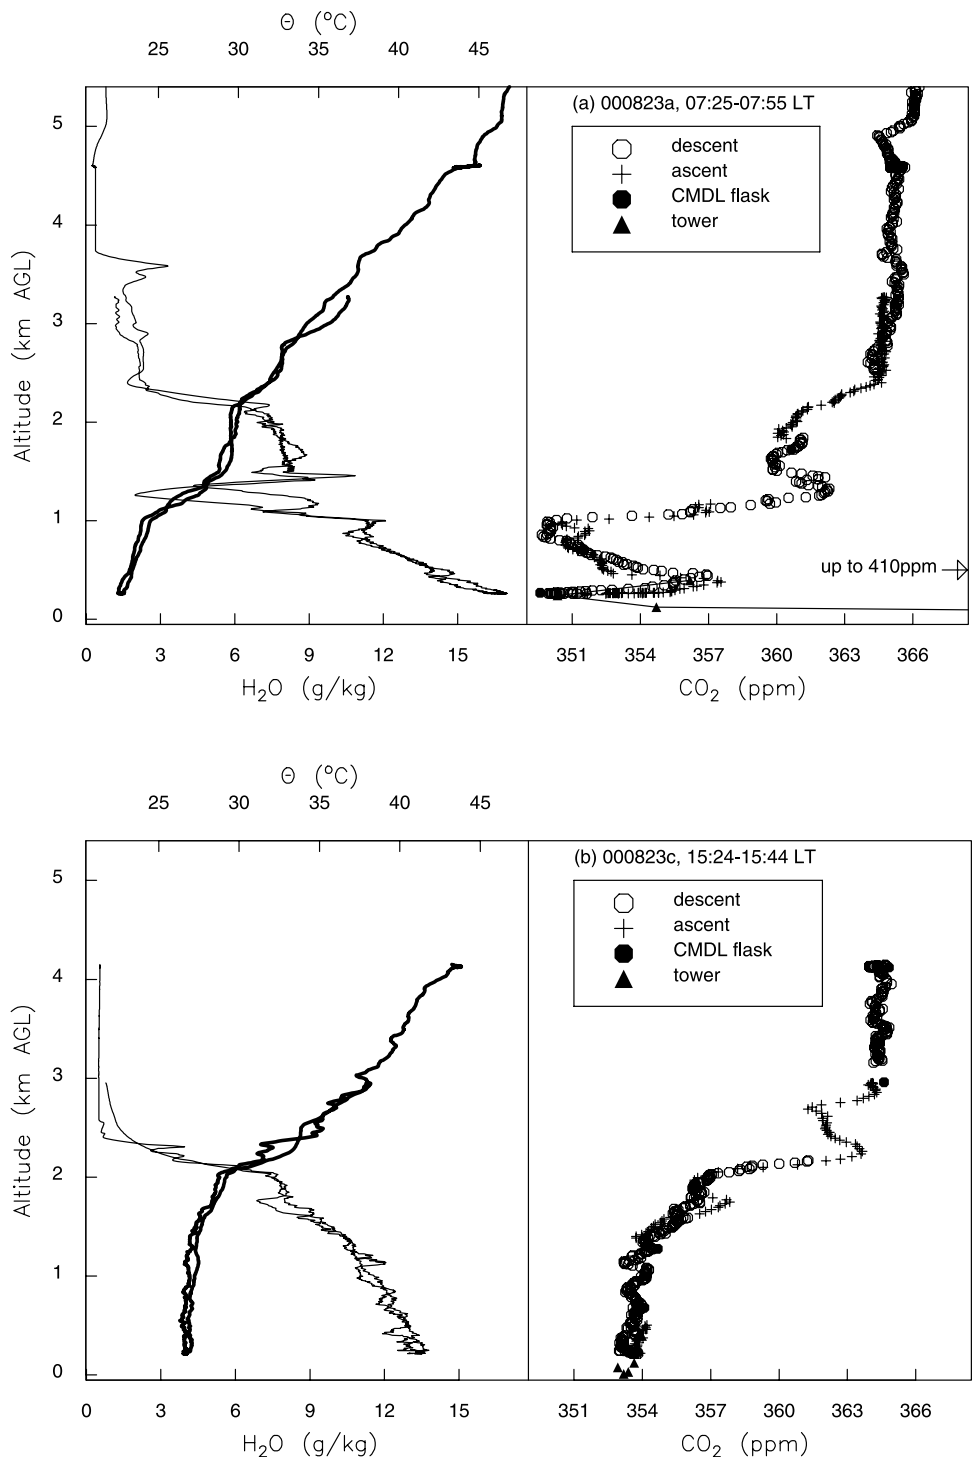 Θ (°C)
25 30 35 40 45
(a) 000823a, 07:25-07:55 LT
descent
ascent
CMDL flask
tower
up to 410ppm
Altitude (km AGL)
5
4
3
2
1
0
0 3 6 9 12 15
351 354 357 360 363 366
H₂O (g/kg)
CO₂ (ppm)
Θ (°C)
25 30 35 40 45
(b) 000823c, 15:24-15:44 LT
descent
ascent
CMDL flask
tower
Altitude (km AGL)
5
4
3
2
1
0
0 3 6 9 12 15
351 354 357 360 363 366
H₂O (g/kg)
CO₂ (ppm)